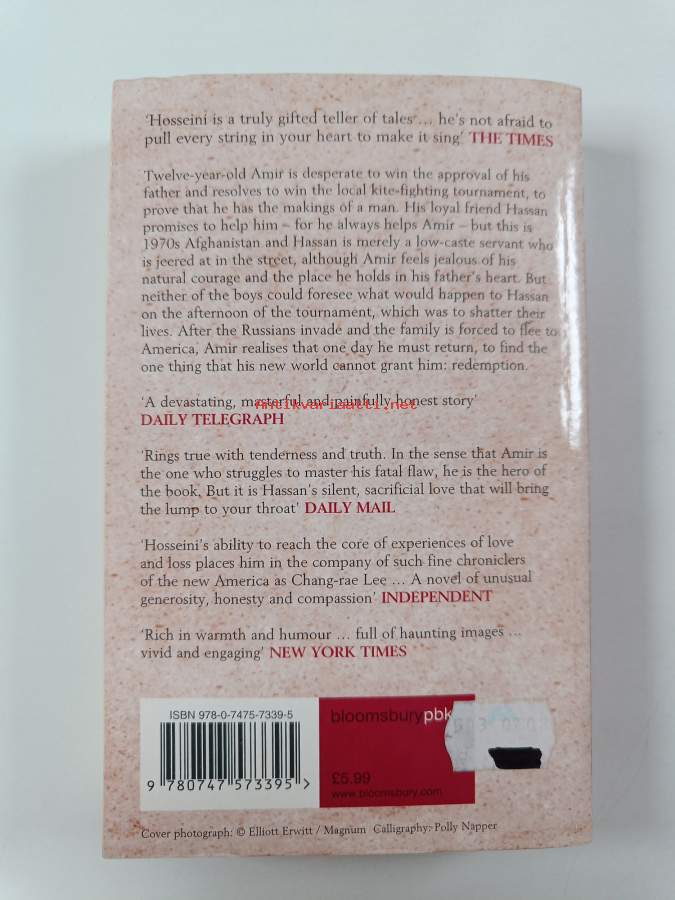 ‘Hosseini is a truly gifted teller of tales … he’s not afraid to
pull every string in your heart to make it sing’ THE TIMES
Twelve-year-old Amir is desperate to win the approval of his
father and resolves to win the local kite-fighting tournament, to
prove that he has the makings of a man. His loyal friend Hassan
promises to help him – for he always helps Amir – but this is
1970s Afghanistan and Hassan is merely a low-caste servant who
is jeered at in the street, although Amir feels jealous of his
natural courage and the place he holds in his father’s heart. But
neither of the boys could foresee what would happen to Hassan
on the afternoon of the tournament, which was to shatter their
lives. After the Russians invade and the family is forced to flee to
America, Amir realises that one day he must return, to find the
one thing that his new world cannot grant him: redemption.
‘A devastating, masterful and painfully honest story’
antikvariaatti.net
DAILY TELEGRAPH
‘Rings true with tenderness and truth. In the sense that Amir is
the one who struggles to master his fatal flaw, he is the hero of
the book. But it is Hassan’s silent, sacrificial love that will bring
the lump to your throat’ DAILY MAIL
‘Hosseini’s ability to reach the core of experiences of love
and loss places him in the company of such fine chroniclers
of the new America as Chang-rae Lee … A novel of unusual
generosity, honesty and compassion’ INDEPENDENT
‘Rich in warmth and humour … full of haunting images …
vivid and engaging’ NEW YORK TIMES
ISBN 978-0-7475-7339-5
bloomsburypbk
9 780747 573395 >
£5.99
www.bloomsbury.com
Cover photograph: © Elliott Erwitt / Magnum Calligraphy: Polly Napper